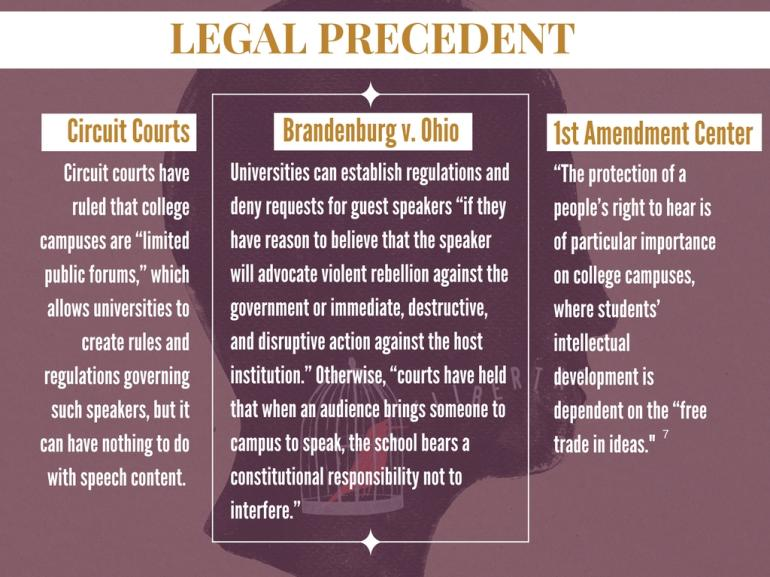 LEGAL PRECEDENT
Circuit Courts
Circuit courts have
ruled that college
campuses are “limited
public forums,” which
allows universities to
create rules and
regulations governing
such speakers, but it
can have nothing to do
with speech content.
Brandenburg v. Ohio
Universities can establish regulations and
deny requests for guest speakers “if they
have reason to believe that the speaker
will advocate violent rebellion against the
government or immediate, destructive,
and disruptive action against the host
institution.” Otherwise, “courts have held
that when an audience brings someone to
campus to speak, the school bears a
constitutional responsibility not to
interfere.”
1st Amendment Center
“The protection of a
people’s right to hear is
of particular importance
on college campuses,
where students’
intellectual
development is
dependent on the “free
trade in ideas." 7